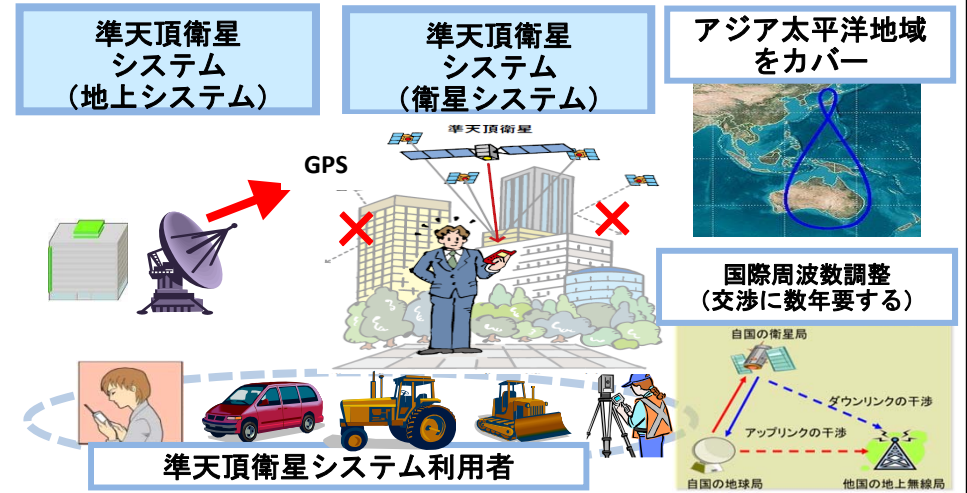 準天頂衛星
システム
（地上システム）
準天頂衛星
システム
（衛星システム）
アジア太平洋地域
をカバー
準天頂衛星
GPS
国際周波数調整
（交渉に数年要する）
自国の衛星局
ダウンリンクの干渉
アップリンクの干渉
自国の地球局
他国の地上無線局
準天頂衛星システム利用者